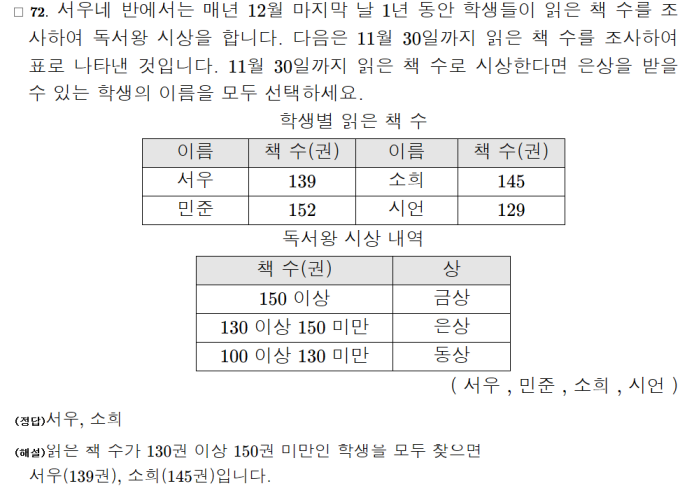 □ 72. 서우네 반에서는 매년 12월 마지막 날 1년 동안 학생들이 읽은 책 수를 조
사하여 독서왕 시상을 합니다. 다음은 11월 30일까지 읽은 책 수를 조사하여
표로 나타낸 것입니다. 11월 30일까지 읽은 책 수로 시상한다면 은상을 받을
수 있는 학생의 이름을 모두 선택하세요.
학생별 읽은 책 수
이름 책 수(권) 이름 책 수(권)
서우 139 소희 145
민준 152 시언 129
독서왕 시상 내역
책 수(권) 상
150 이상 금상
130 이상 150 미만 은상
100 이상 130 미만 동상
( 서우 , 민준 , 소희 , 시언 )
(정답)서우, 소희
(해설)읽은 책 수가 130권 이상 150권 미만인 학생을 모두 찾으면
서우(139권), 소희(145권)입니다.